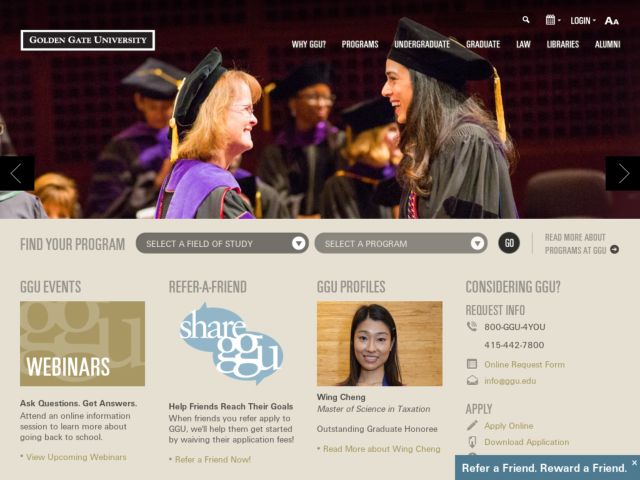 GOLDEN GATE UNIVERSITY
LOGIN
AA
WHY GGU?
PROGRAMS
UNDERGRADUATE
GRADUATE
LAW
LIBRARIES
ALUMNI
FIND YOUR PROGRAM
SELECT A FIELD OF STUDY
SELECT A PROGRAM
GO
READ MORE ABOUT
PROGRAMS AT GGU
GGU EVENTS
ggu
WEBINARS
Ask Questions. Get Answers.
Attend an online information
session to learn more about
going back to school.
• View Upcoming Webinars
REFER-A-FRIEND
share
ggu
Help Friends Reach Their Goals
When friends you refer apply to
GGU, we'll help them get started
by waiving their application fees!
• Refer a Friend Now!
GGU PROFILES
Wing Cheng
Master of Science in Taxation
Outstanding Graduate Honoree
• Read More about Wing Cheng
CONSIDERING GGU?
REQUEST INFO
800-GGU-4YOU
415-442-7800
Online Request Form
info@ggu.edu
APPLY
Apply Online
Download Application
Refer a Friend. Reward a Friend.
×